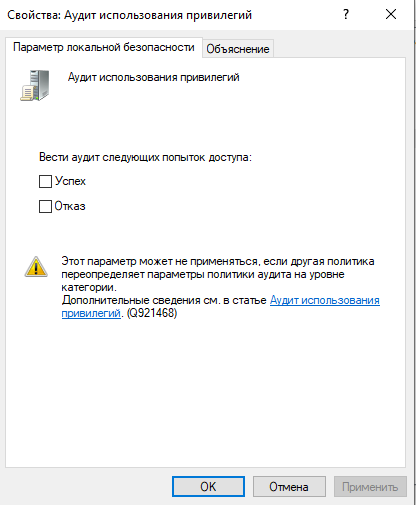 Свойства: Аудит использования привилегий ? ×
Параметр локальной безопасности Объяснение
Аудит использования привилегий
Вести аудит следующих попыток доступа:
Успех
Отказ
Этот параметр может не применяться, если другая политика
переопределяет параметры политики аудита на уровне
категории.
Дополнительные сведения см. в статье Аудит использования
привилегий. (Q921468)
OK Отмена Применить